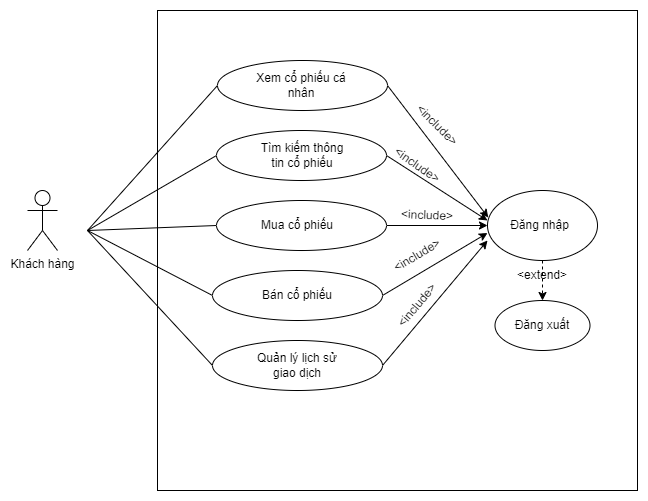 Xem cổ phiếu cá
nhân
<include>
Tìm kiếm thông
tin cổ phiếu
<include>
Mua cổ phiếu
<include>
Đăng nhập
Khách hàng
Bán cổ phiếu
<include>
<extend>
Quản lý lịch sử
giao dịch
<include>
Đăng xuất